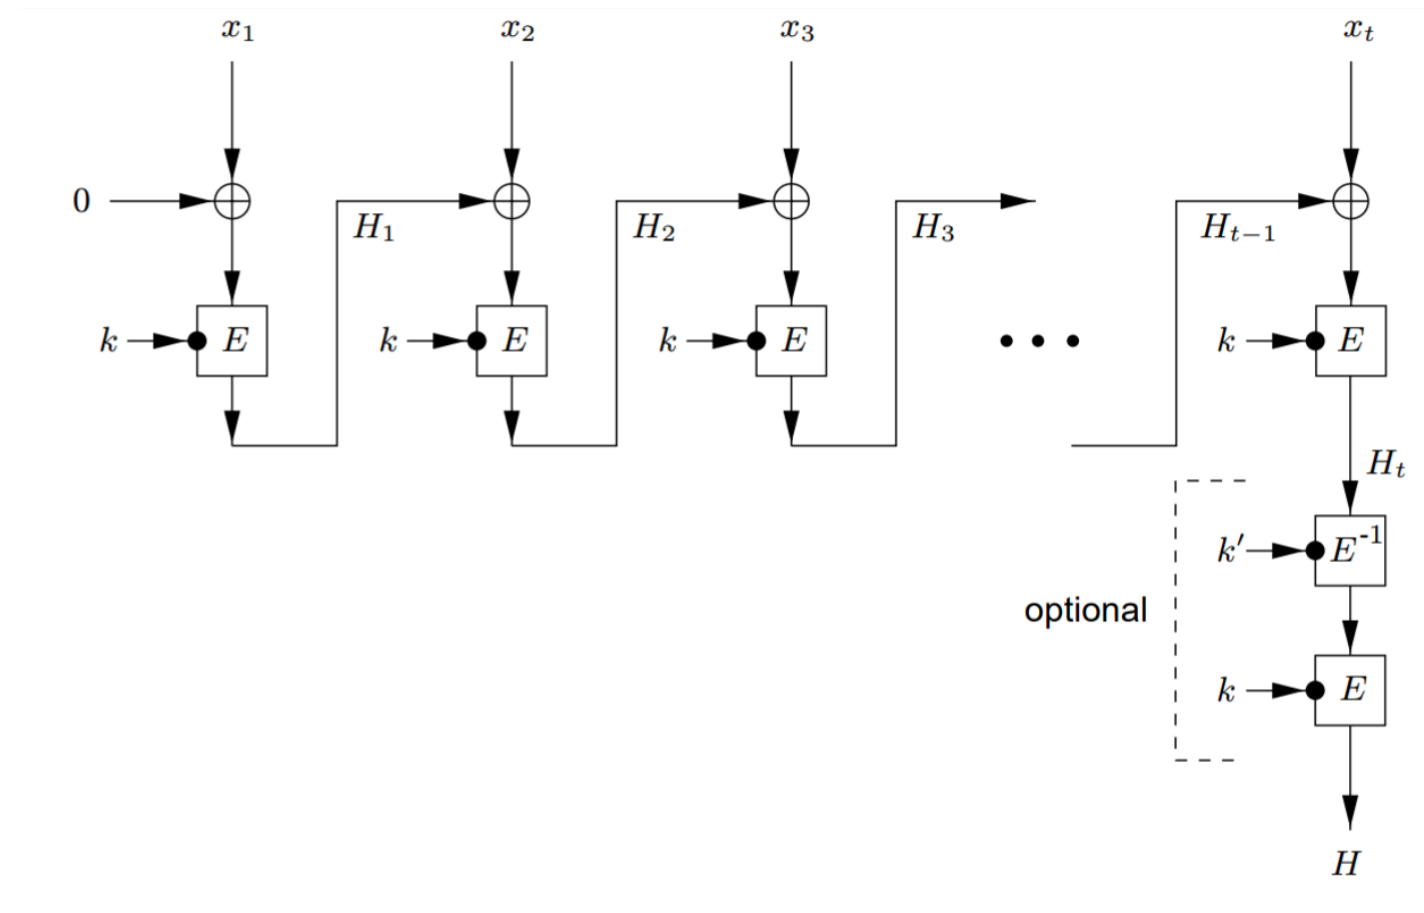 x₁ x₂ x₃ xₜ
0 H₁ H₂ H₃ Hₜ₋₁
k E k E k E • • • k E
Hₜ
k′ E⁻¹
optional
k E
H